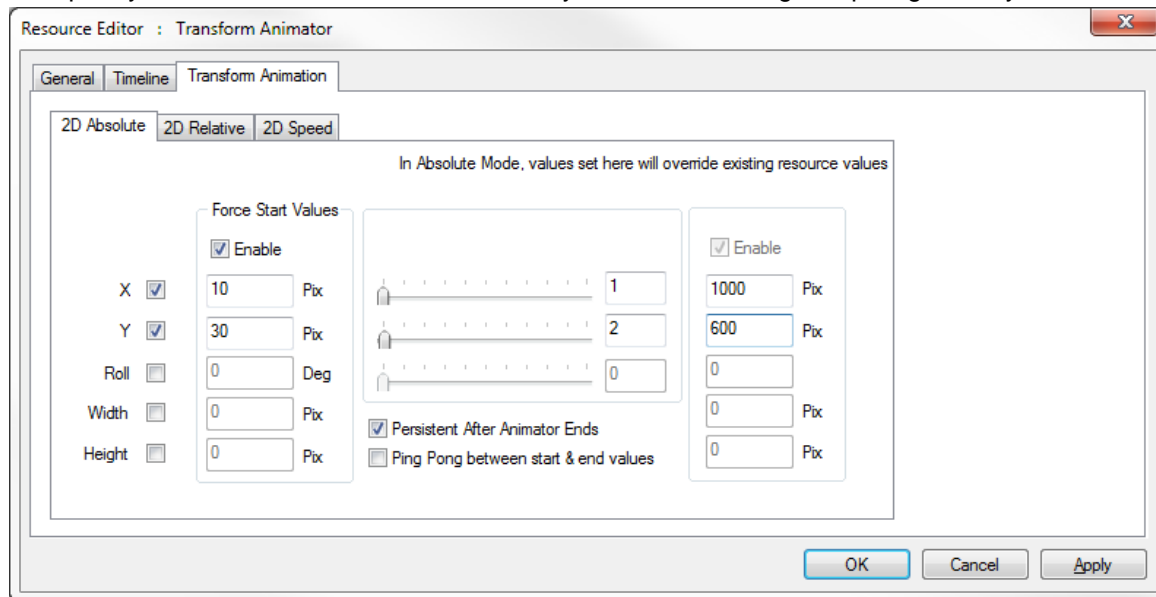 Resource Editor : Transform Animator
X
General Timeline Transform Animation
2D Absolute 2D Relative 2D Speed
In Absolute Mode, values set here will override existing resource values
Force Start Values
Enable Enable
X 10 Pix 1 1000 Pix
Y 30 Pix 2 600 Pix
Roll 0 Deg 0 0
Width 0 Pix 0 Pix
Persistent After Animator Ends
Height 0 Pix 0 Pix
Ping Pong between start & end values
OK Cancel Apply